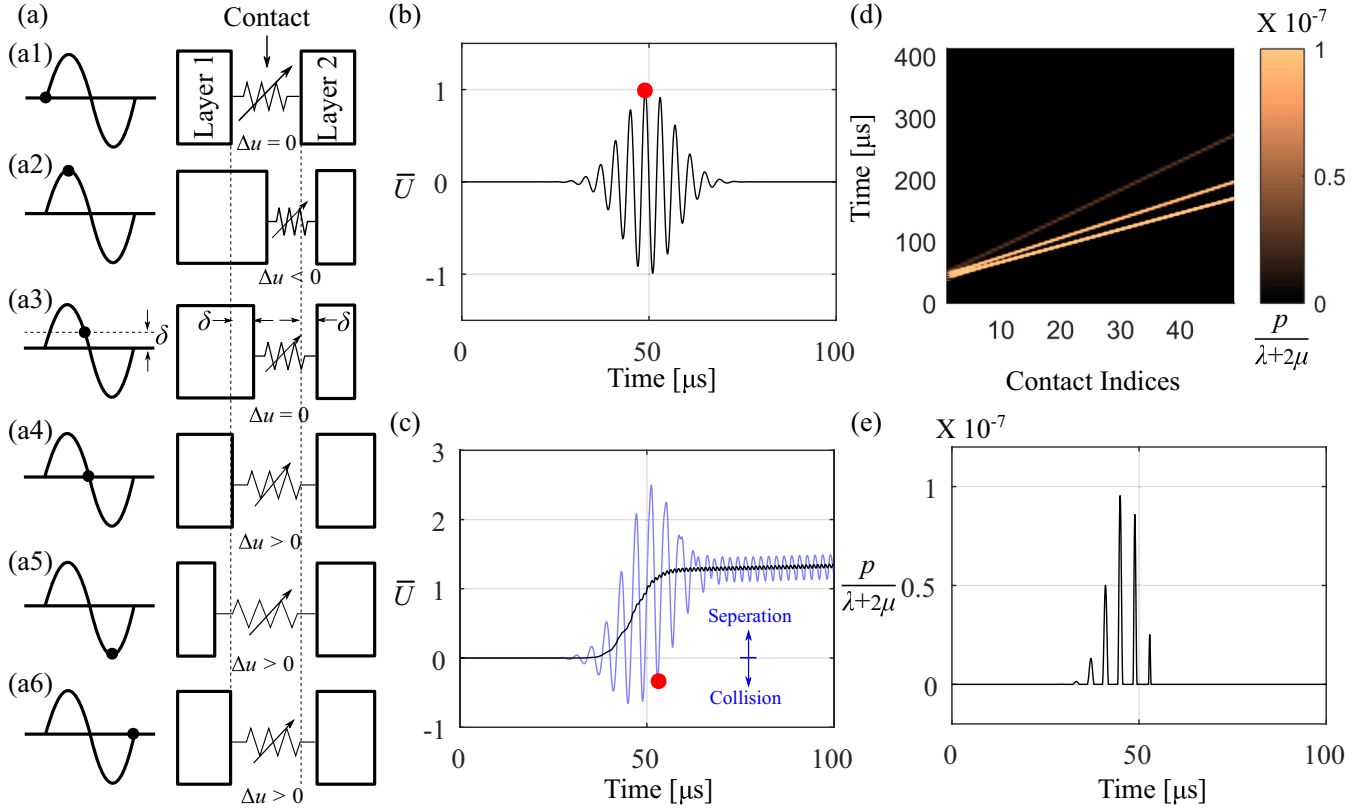 (a)
Contact
(a1)
Layer 1
Layer 2
Δu = 0
(a2)
Δu < 0
(a3)
δ
δ
δ
Δu = 0
(a4)
Δu > 0
(a5)
Δu > 0
(a6)
Δu > 0
(b)
U̅
1
0
-1
0
50
100
Time [μs]
(c)
U̅
3
2
1
0
-1
Seperation
Collision
0
50
100
Time [μs]
(d)
X 10⁻⁷
Time [μs]
400
300
200
100
0
10
20
30
40
Contact Indices
1
0.5
0
p
λ+2μ
(e)
X 10⁻⁷
p
λ+2μ
1
0.5
0
0
50
100
Time [μs]